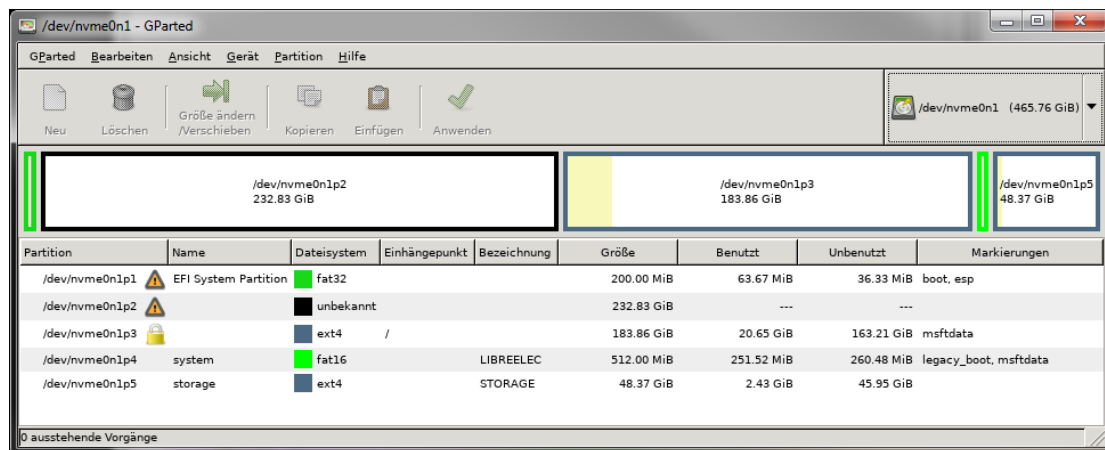 /dev/nvme0n1 - GParted
GParted Bearbeiten Ansicht Gerät Partition Hilfe
Neu Löschen Größe ändern /Verschieben Kopieren Einfügen Anwenden /dev/nvme0n1 (465.76 GiB)
/dev/nvme0n1p2 /dev/nvme0n1p3 /dev/nvme0n1p5
232.83 GiB 183.86 GiB 48.37 GiB
Partition Name Dateisystem Einhängepunkt Bezeichnung Größe Benutzt Unbenutzt Markierungen
/dev/nvme0n1p1 EFI System Partition fat32 200.00 MiB 63.67 MiB 36.33 MiB boot, esp
/dev/nvme0n1p2 unbekannt 232.83 GiB --- ---
/dev/nvme0n1p3 ext4 / 183.86 GiB 20.65 GiB 163.21 GiB msftdata
/dev/nvme0n1p4 system fat16 LIBREELEC 512.00 MiB 251.52 MiB 260.48 MiB legacy_boot, msftdata
/dev/nvme0n1p5 storage ext4 STORAGE 48.37 GiB 2.43 GiB 45.95 GiB
0 ausstehende Vorgänge